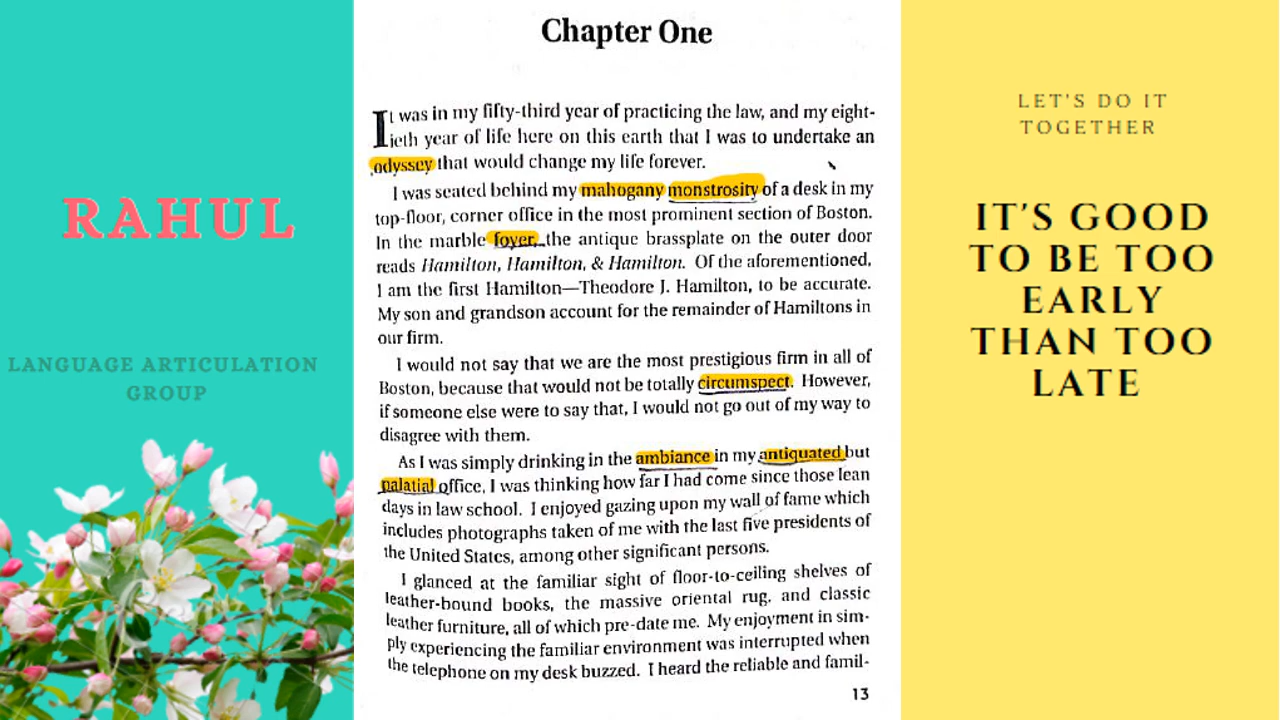 RAHUL
LANGUAGE ARTICULATION
GROUP
Chapter One
It was in my fifty-third year of practicing the law, and my eight-
ieth year of life here on this earth that I was to undertake an
odyssey that would change my life forever.
I was seated behind my mahogany monstrosity of a desk in my
top-floor, corner office in the most prominent section of Boston.
In the marble foyer, the antique brassplate on the outer door
reads Hamilton, Hamilton, & Hamilton. Of the aforementioned,
I am the first Hamilton—Theodore J. Hamilton, to be accurate.
My son and grandson account for the remainder of Hamiltons in
our firm.
I would not say that we are the most prestigious firm in all of
Boston, because that would not be totally circumspect. However,
if someone else were to say that, I would not go out of my way to
disagree with them.
As I was simply drinking in the ambiance in my antiquated but
palatial office, I was thinking how far I had come since those lean
days in law school. I enjoyed gazing upon my wall of fame which
includes photographs taken of me with the last five presidents of
the United States, among other significant persons.
I glanced at the familiar sight of floor-to-ceiling shelves of
leather-bound books, the massive oriental rug, and classic
leather furniture, all of which pre-date me. My enjoyment in sim-
ply experiencing the familiar environment was interrupted when
the telephone on my desk buzzed. I heard the reliable and famil-
13
LET'S DO IT
TOGETHER
IT'S GOOD
TO BE TOO
EARLY
THAN TOO
LATE